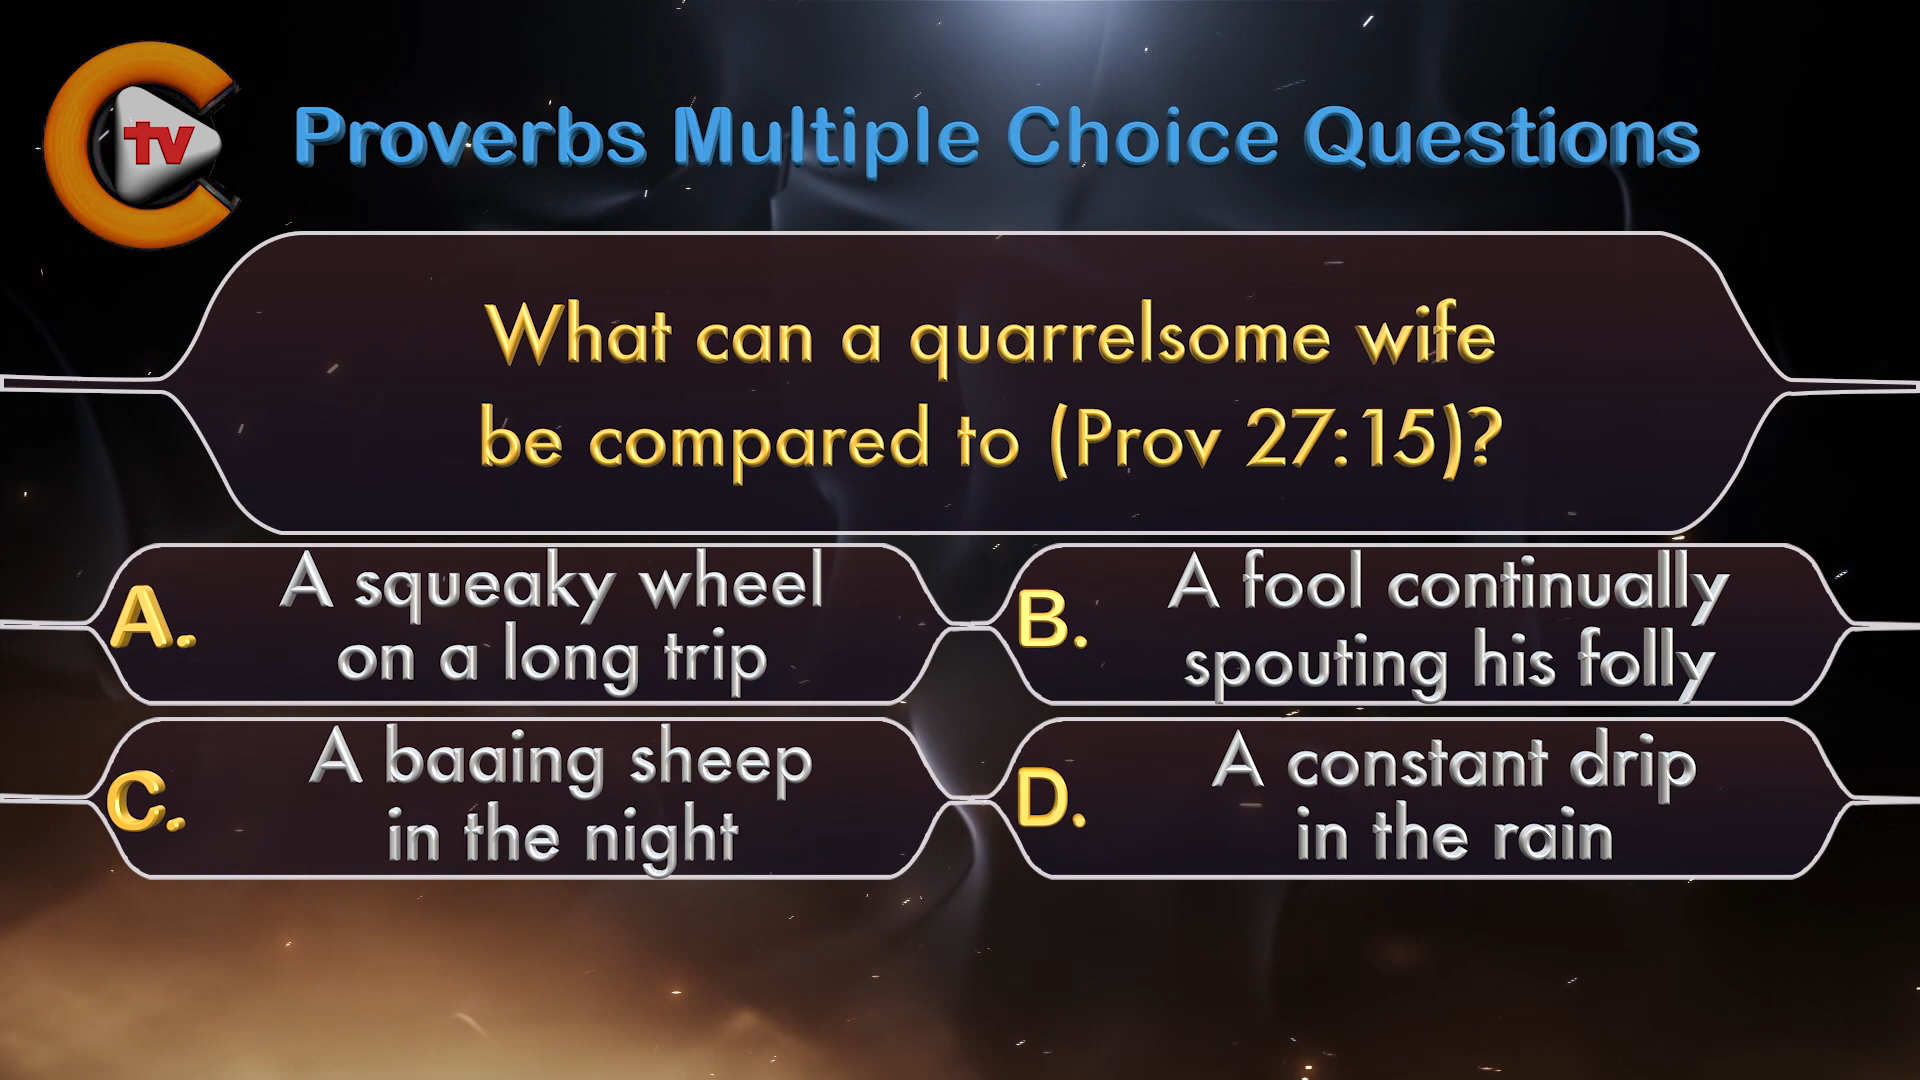 tv
Proverbs Multiple Choice Questions
What can a quarrelsome wife
be compared to (Prov 27:15)?
A. A squeaky wheel
on a long trip
B. A fool continually
spouting his folly
C. A baaing sheep
in the night
D. A constant drip
in the rain